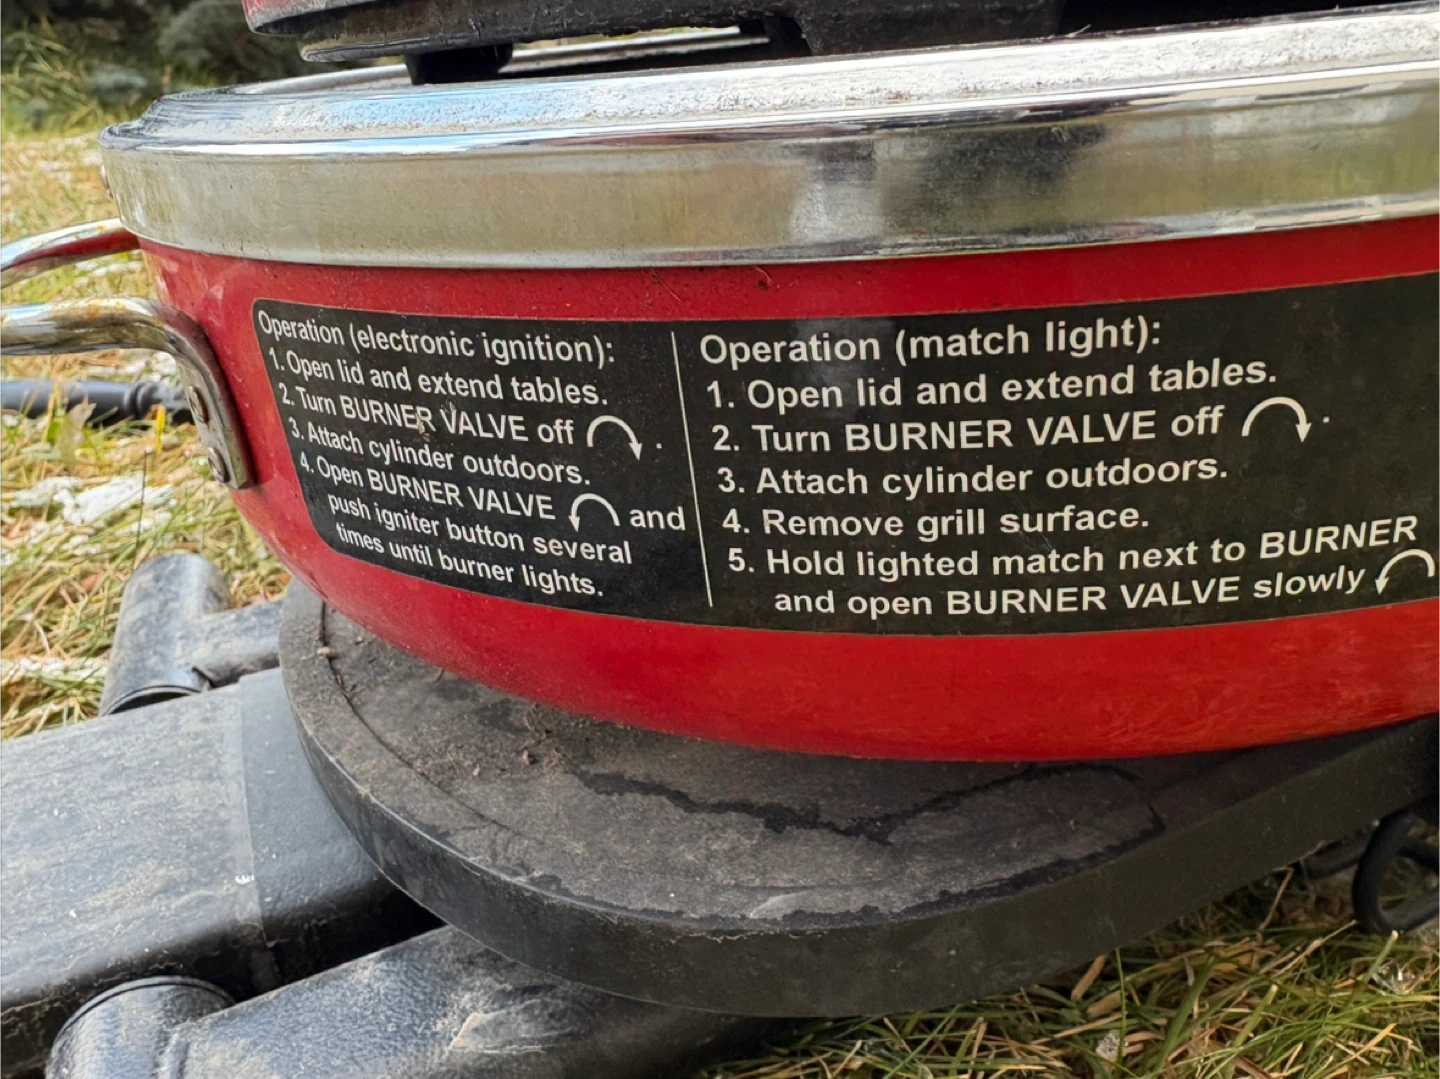 Operation (electronic ignition):
1. Open lid and extend tables.
2. Turn BURNER VALVE off .
3. Attach cylinder outdoors.
4. Open BURNER VALVE and
push igniter button several
times until burner lights.
Operation (match light):
1. Open lid and extend tables.
2. Turn BURNER VALVE off .
3. Attach cylinder outdoors.
4. Remove grill surface.
5. Hold lighted match next to BURNER
and open BURNER VALVE slowly